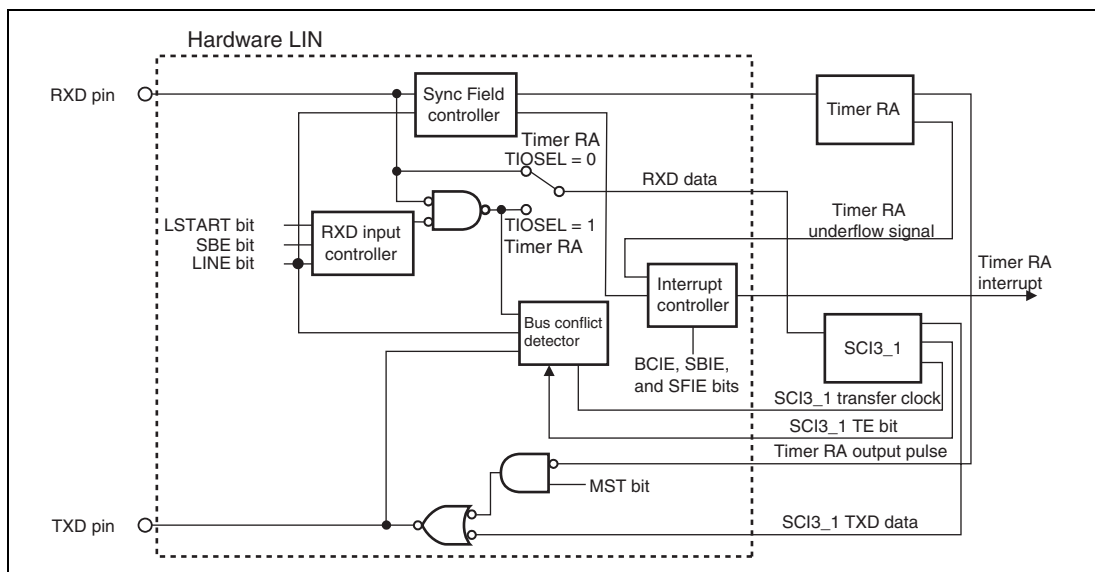 Hardware LIN
RXD pin
Sync Field
controller
Timer RA
Timer RA
TIOSEL = 0
RXD data
LSTART bit
SBE bit
LINE bit
RXD input
controller
TIOSEL = 1
Timer RA
Timer RA
underflow signal
Timer RA
interrupt
Interrupt
controller
Bus conflict
detector
SCI3_1
BCIE, SBIE,
and SFIE bits
SCI3_1 transfer clock
SCI3_1 TE bit
Timer RA output pulse
MST bit
TXD pin
SCI3_1 TXD data